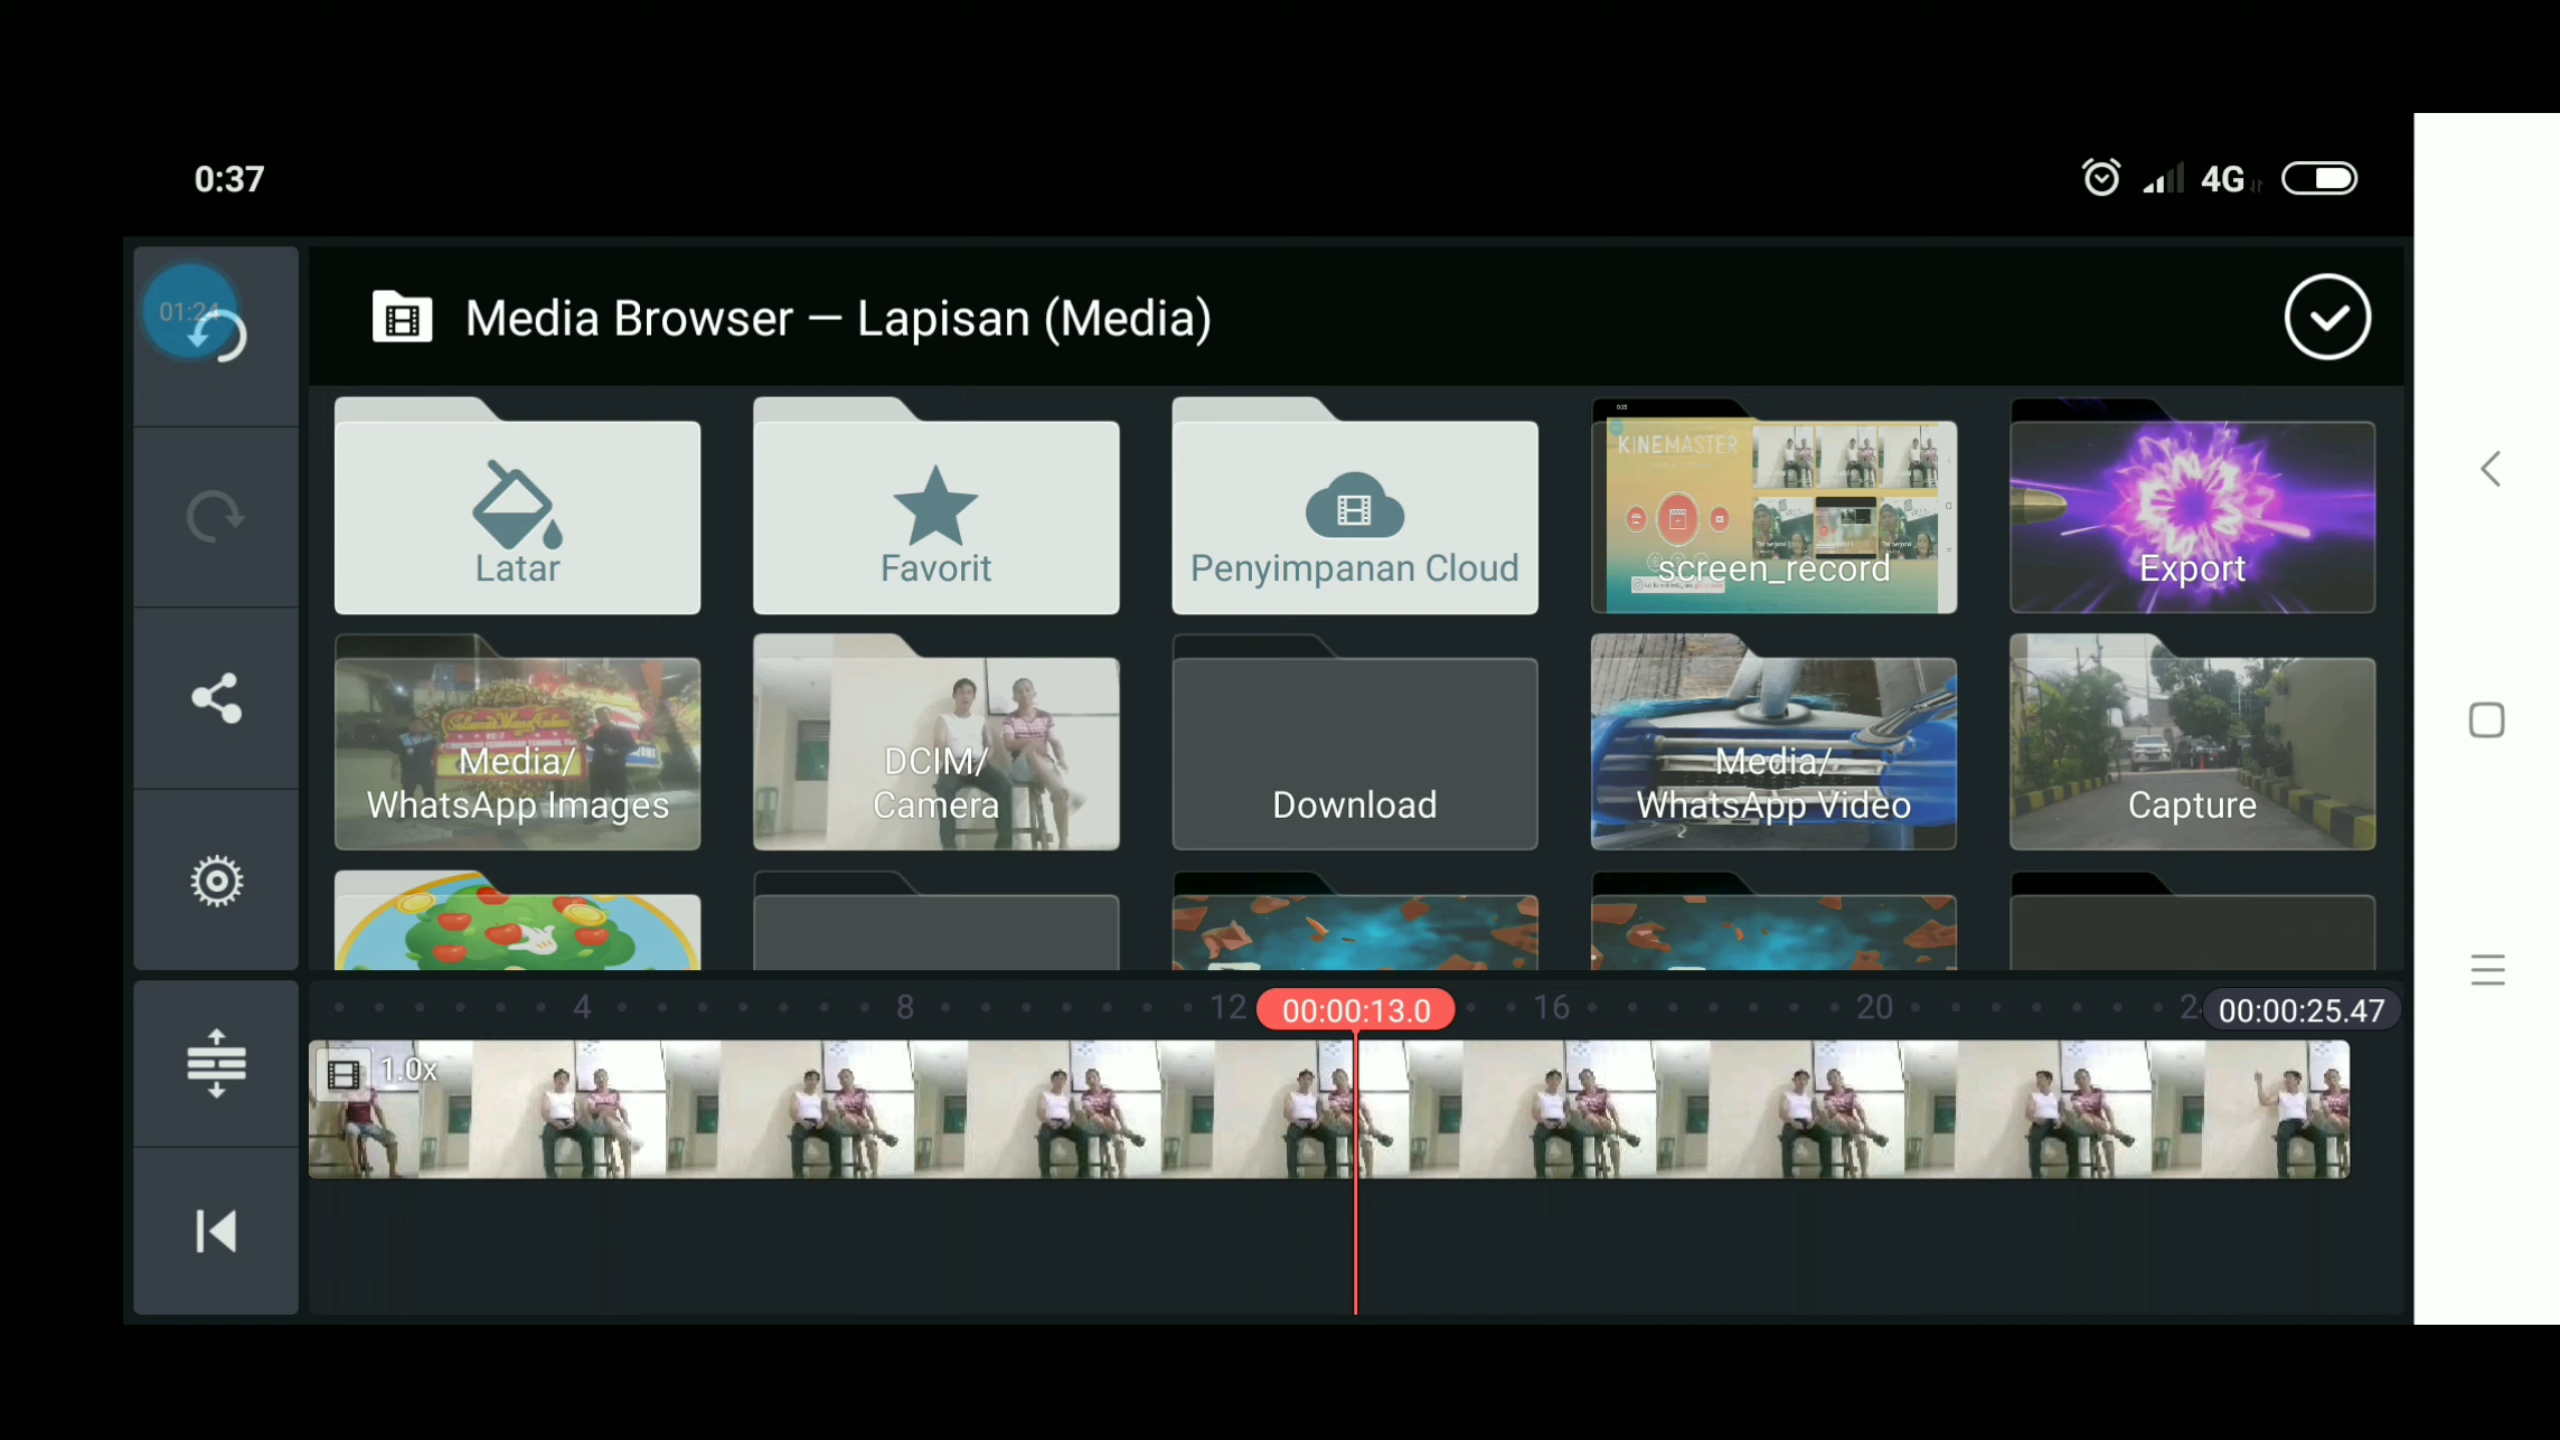 0:37
4G
01:24
Media Browser — Lapisan (Media)
Latar
Favorit
Penyimpanan Cloud
KINEMASTER
screen_record
Export
Media/
WhatsApp Images
DCIM/
Camera
Download
Media/
WhatsApp Video
Capture
4
8
12
00:00:13.0
16
20
00:00:25.47
1.0x